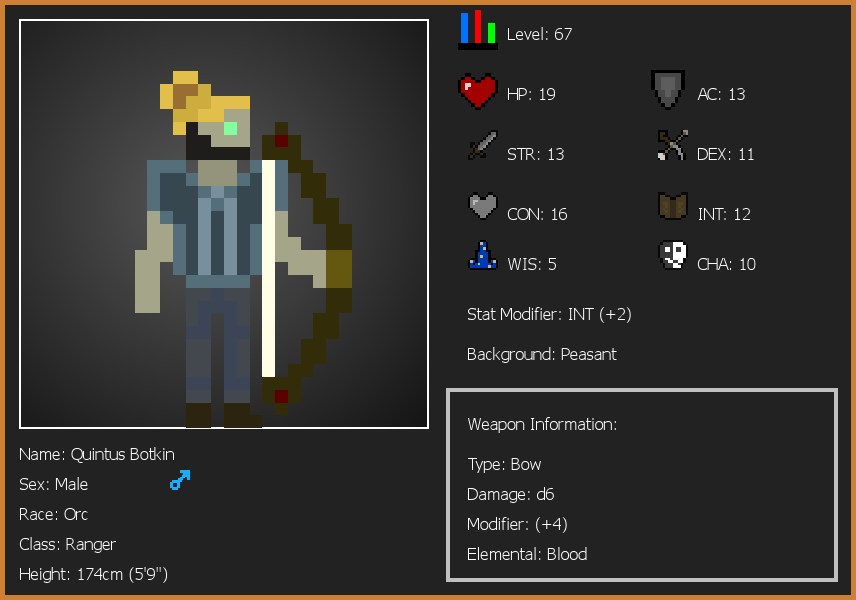 Level: 67
HP: 19
AC: 13
STR: 13
DEX: 11
CON: 16
INT: 12
WIS: 5
CHA: 10
Stat Modifier: INT (+2)
Background: Peasant
Weapon Information:
Type: Bow
Damage: d6
Modifier: (+4)
Elemental: Blood
Name: Quintus Botkin
Sex: Male
Race: Orc
Class: Ranger
Height: 174cm (5'9")